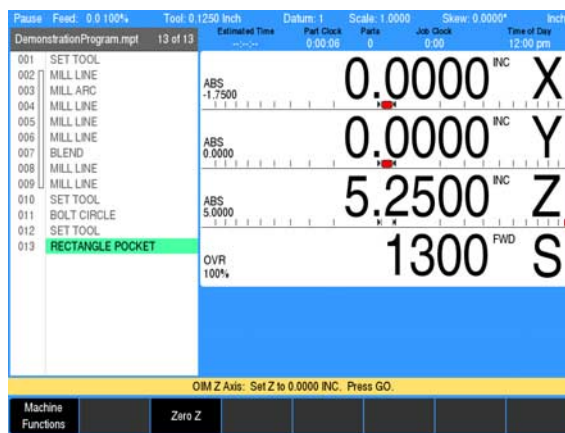 Pause Feed: 0.0 100% Tool: 0.1250 Inch Datum: 1 Scale: 1.0000 Skew: 0.0000° Inch
DemonstrationProgram.mpt 13 of 13
Estimated Time Part Clock Parts Job Clock Time of Day
--:--:-- 0:00:06 0 0:00 12:00 pm
001 SET TOOL
002 MILL LINE
003 MILL ARC
004 MILL LINE
005 MILL LINE
006 MILL LINE
007 BLEND
008 MILL LINE
009 MILL LINE
010 SET TOOL
011 BOLT CIRCLE
012 SET TOOL
013 RECTANGLE POCKET
ABS
-1.7500
0.0000 INC X
ABS
0.0000
0.0000 INC Y
ABS
5.0000
5.2500 INC Z
OVR
100%
1300 FWD S
OIM Z Axis: Set Z to 0.0000 INC. Press GO.
Machine
Functions
Zero Z